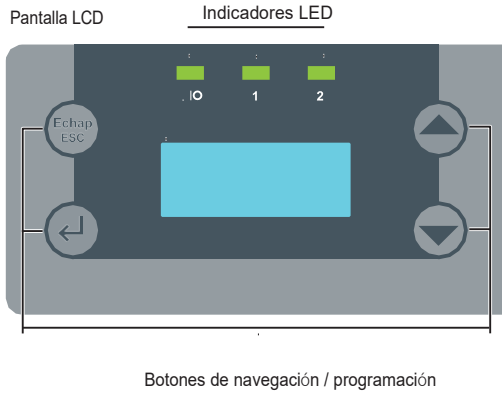 Pantalla LCD
Indicadores LED
IO 1 2
Echap
ESC
Botones de navegación / programación